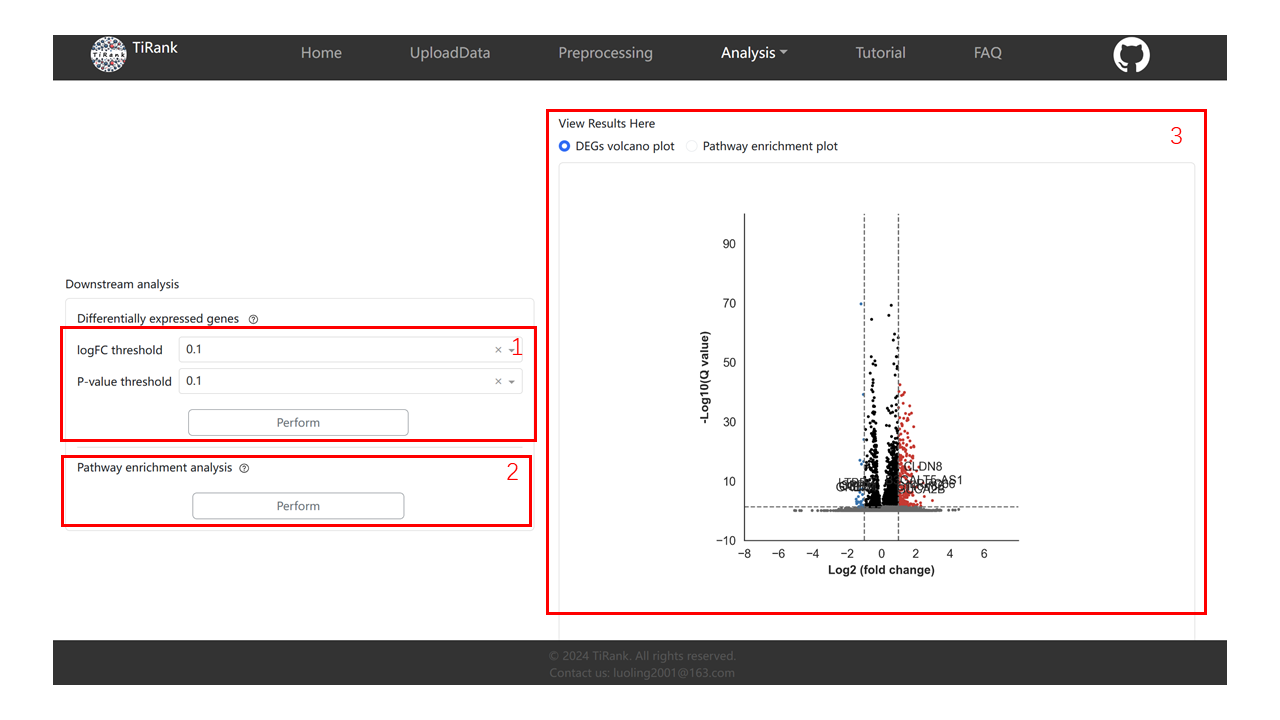 TiRank
Home
UploadData
Preprocessing
Analysis
Tutorial
FAQ
Downstream analysis
Differentially expressed genes
1
logFC threshold
0.1
P-value threshold
0.1
Perform
2
Pathway enrichment analysis
Perform
3
View Results Here
DEGs volcano plot
Pathway enrichment plot
-Log10(Q value)
90
70
50
30
10
−10
CLDN8
−8 −6 −4 −2 0 2 4 6
Log2 (fold change)
© 2024 TiRank. All rights reserved.
Contact us: luoling2001@163.com